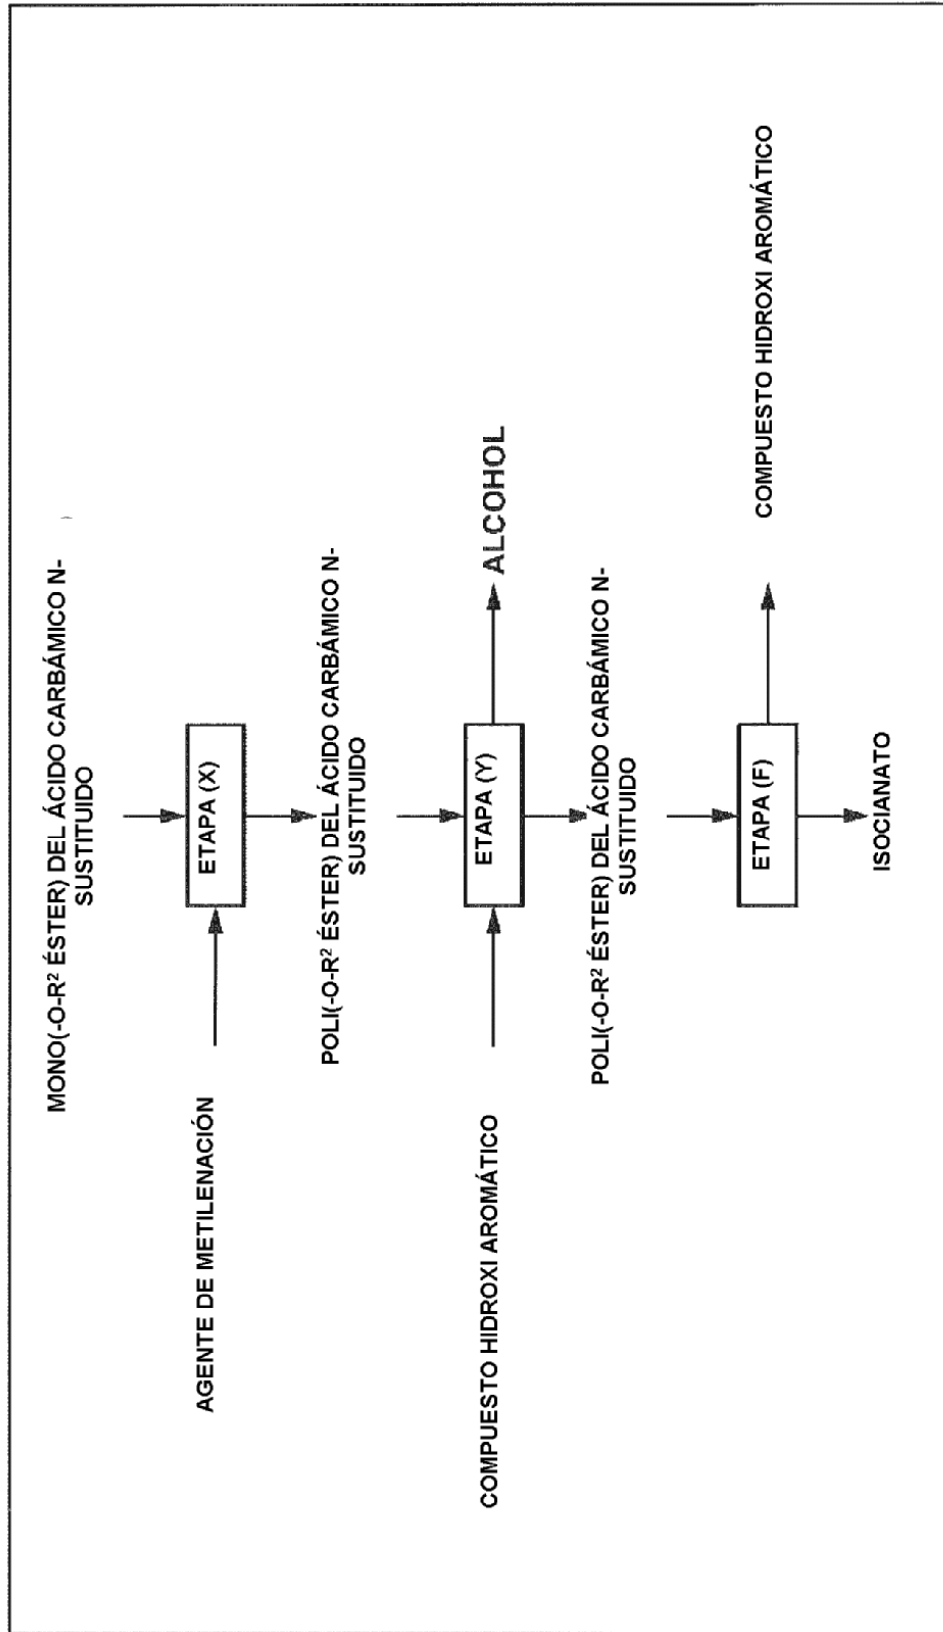 MONO(-O-R² ÉSTER) DEL ÁCIDO CARBÁMICO N-
SUSTITUIDO
AGENTE DE METILENACIÓN
ETAPA (X)
POLI(-O-R² ÉSTER) DEL ÁCIDO CARBÁMICO N-
SUSTITUIDO
COMPUESTO HIDROXI AROMÁTICO
ETAPA (Y)
ALCOHOL
POLI(-O-R² ÉSTER) DEL ÁCIDO CARBÁMICO N-
SUSTITUIDO
ETAPA (F)
COMPUESTO HIDROXI AROMÁTICO
ISOCIANATO